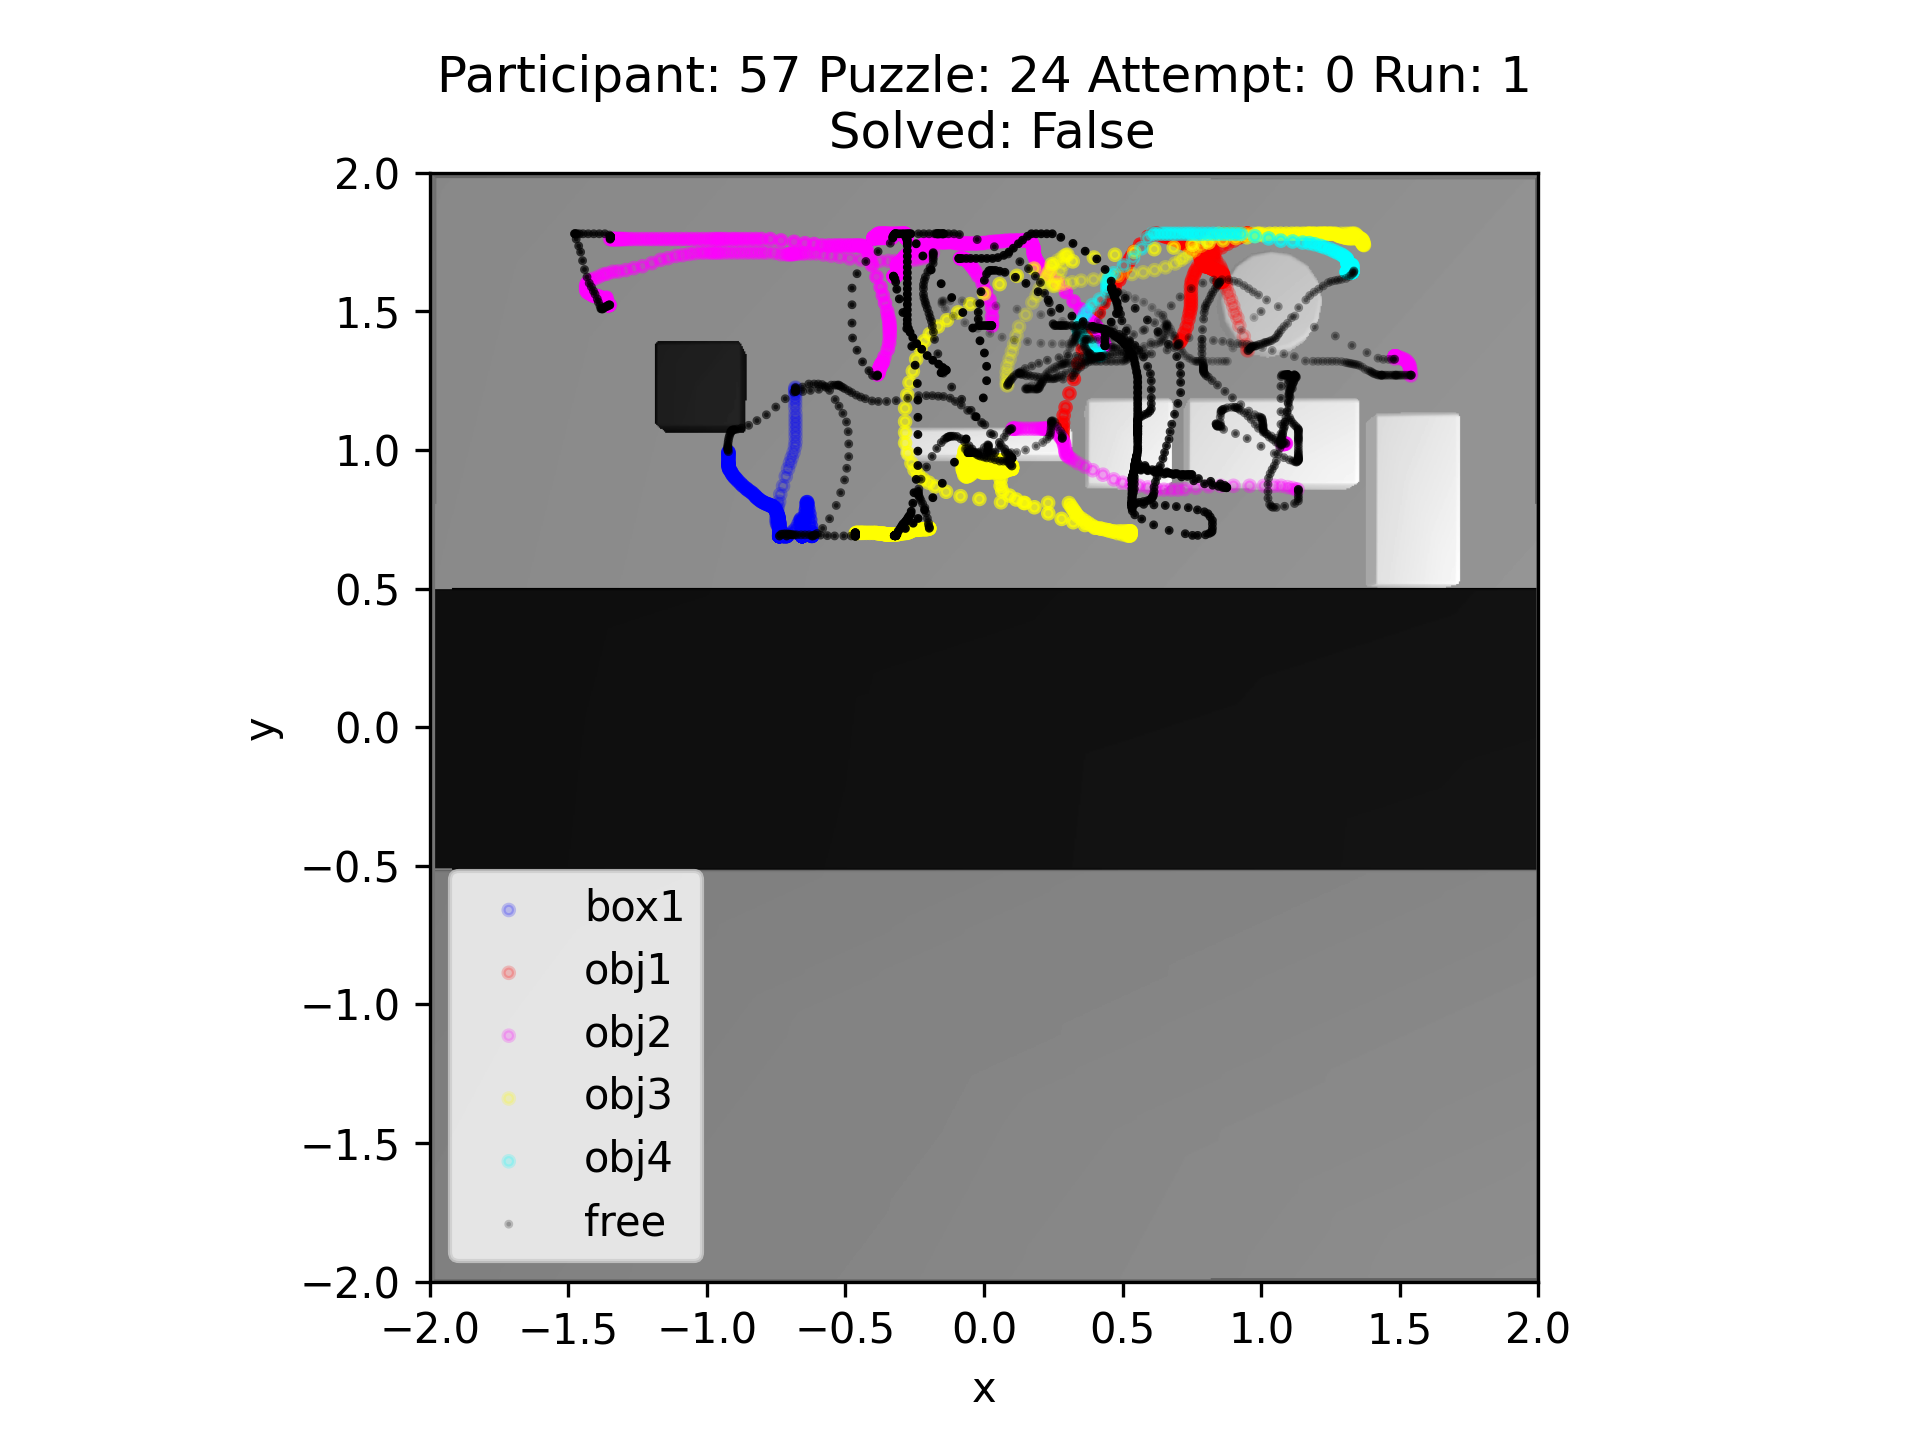 Participant: 57 Puzzle: 24 Attempt: 0 Run: 1
Solved: False
2.0
1.5
1.0
0.5
0.0
−0.5
−1.0
−1.5
−2.0
y
box1
obj1
obj2
obj3
obj4
free
−2.0 −1.5 −1.0 −0.5 0.0 0.5 1.0 1.5 2.0
x